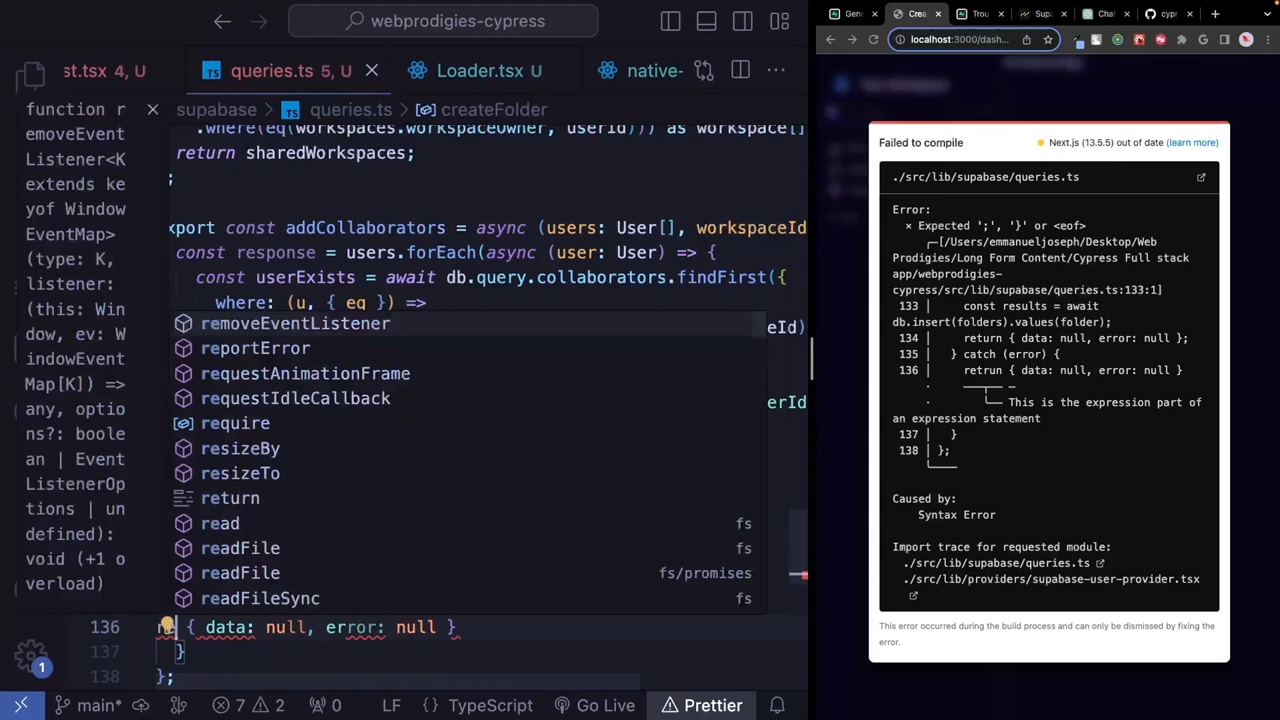 webprodigies-cypress
st.tsx 4, U
TS queries.ts 5, U
Loader.tsx U
native-
supabase > TS queries.ts > createFolder
function r
emoveEvent
Listener<K
extends ke
yof Window
EventMap>
(type: K,
listener:
(this: Win
dow, ev: W
indowEvent
Map[K]) =>
any, optio
ns?: boole
an | Event
ListenerOp
tions | un
defined):
void (+1 o
verload)
.where(eq(workspaces.workspaceOwner, userId))) as workspace[]
return sharedWorkspaces;
;
xport const addCollaborators = async (users: User[], workspaceId
const response = users.forEach(async (user: User) => {
const userExists = await db.query.collaborators.findFirst({
where: (u, { eq }) =>
eId)
erId
removeEventListener
reportError
requestAnimationFrame
requestIdleCallback
require
resizeBy
resizeTo
return
read fs
readFile fs
readFile fs/promises
readFileSync fs
136 { data: null, error: null }
137 }
138 };
1
main*
7 2
0
LF
{ } TypeScript
Go Live
Prettier
Gene
Crea
Trou
Supa
Chat
cypr
localhost:3000/dash...
Failed to compile
Next.js (13.5.5) out of date (learn more)
./src/lib/supabase/queries.ts
Error:
× Expected ';', '}' or <eof>
╭─[/Users/emmanueljoseph/Desktop/Web
Prodigies/Long Form Content/Cypress Full stack
app/webprodigies-
cypress/src/lib/supabase/queries.ts:133:1]
133 │ const results = await
db.insert(folders).values(folder);
134 │ return { data: null, error: null };
135 │ } catch (error) {
136 │ retrun { data: null, error: null }
· ───┬── ─
· ╰── This is the expression part of
an expression statement
137 │ }
138 │ };
╰────
Caused by:
Syntax Error
Import trace for requested module:
./src/lib/supabase/queries.ts
./src/lib/providers/supabase-user-provider.tsx
This error occurred during the build process and can only be dismissed by fixing the
error.